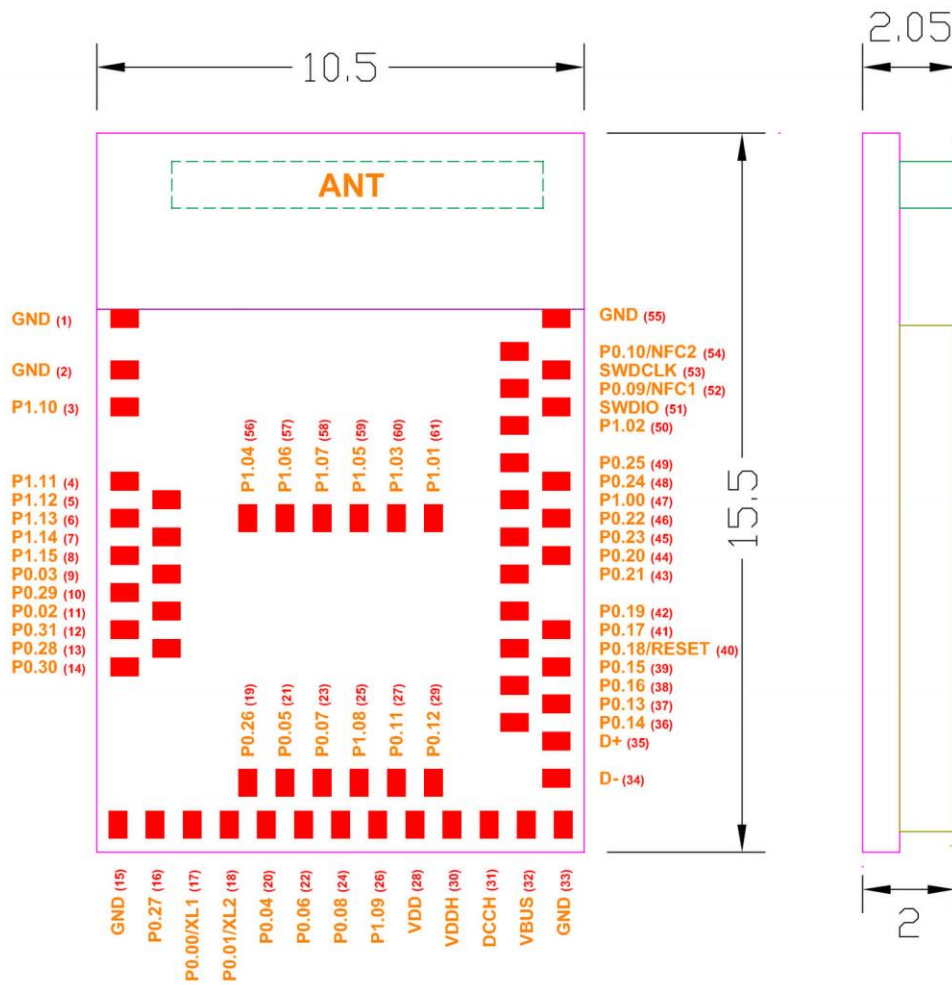 2.05
10.5
ANT
GND (1)
GND (2)
P1.10 (3)
P1.11 (4)
P1.12 (5)
P1.13 (6)
P1.14 (7)
P1.15 (8)
P0.03 (9)
P0.29 (10)
P0.02 (11)
P0.31 (12)
P0.28 (13)
P0.30 (14)
P1.04 (56)
P1.06 (57)
P1.07 (58)
P1.05 (59)
P1.03 (60)
P1.01 (61)
P0.26 (19)
P0.05 (21)
P0.07 (23)
P1.08 (25)
P0.11 (27)
P0.12 (29)
GND (55)
P0.10/NFC2 (54)
SWDCLK (53)
P0.09/NFC1 (52)
SWDIO (51)
P1.02 (50)
P0.25 (49)
P0.24 (48)
P1.00 (47)
P0.22 (46)
P0.23 (45)
P0.20 (44)
P0.21 (43)
P0.19 (42)
P0.17 (41)
P0.18/RESET (40)
P0.15 (39)
P0.16 (38)
P0.13 (37)
P0.14 (36)
D+ (35)
D- (34)
15.5
GND (15)
P0.27 (16)
P0.00/XL1 (17)
P0.01/XL2 (18)
P0.04 (20)
P0.06 (22)
P0.08 (24)
P1.09 (26)
VDD (28)
VDDH (30)
DCCH (31)
VBUS (32)
GND (33)
2